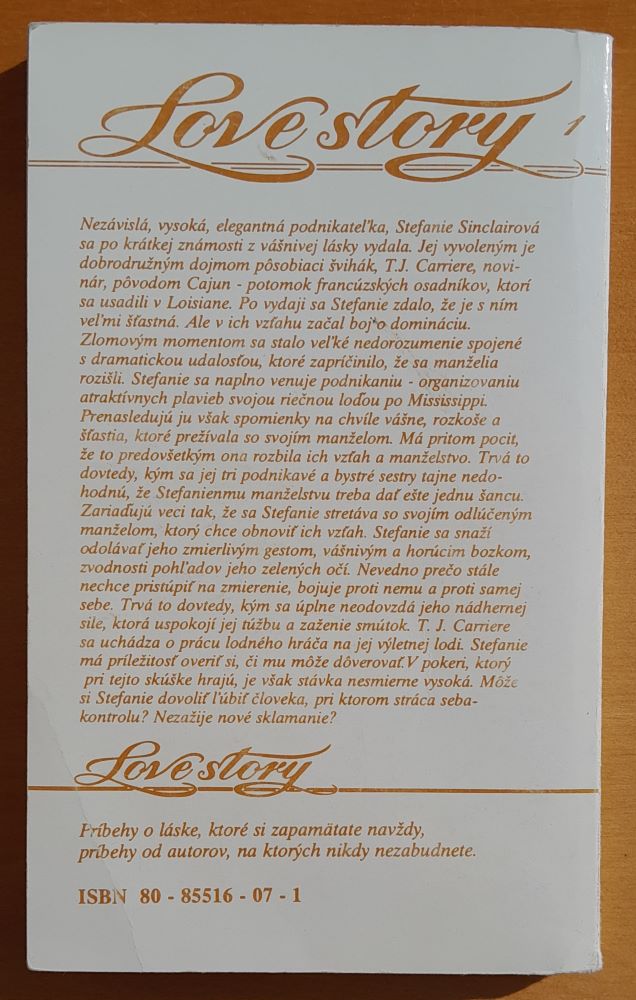 Love story 1
Nezávislá, vysoká, elegantná podnikateľka, Stefanie Sinclairová
sa po krátkej známosti z vášnivej lásky vydala. Jej vyvoleným je
dobrodružným dojmom pôsobiaci švihák, T.J. Carriere, novi-
nár, pôvodom Cajun - potomok francúzskych osadníkov, ktorí
sa usadili v Loisiane. Po vydaji sa Stefanie zdalo, že je s ním
veľmi šťastná. Ale v ich vzťahu začal boj o domináciu.
Zlomovým momentom sa stalo veľké nedorozumenie spojené
s dramatickou udalosťou, ktoré zapríčinilo, že sa manželia
rozišli. Stefanie sa naplno venuje podnikaniu - organizovaniu
atraktívnych plavieb svojou riečnou loďou po Mississippi.
Prenasledujú ju však spomienky na chvíle vášne, rozkoše a
šťastia, ktoré prežívala so svojím manželom. Má pritom pocit,
že to predovšetkým ona rozbila ich vzťah a manželstvo. Trvá to
dovtedy, kým sa jej tri podnikavé a bystré sestry tajne nedo-
hodnú, že Stefanienmu manželstvu treba dať ešte jednu šancu.
Zariaďujú veci tak, že sa Stefanie stretáva so svojím odlúčeným
manželom, ktorý chce obnoviť ich vzťah. Stefanie sa snaží
odolávať jeho zmierlivým gestom, vášnivým a horúcim bozkom,
zvodnosti pohľadov jeho zelených očí. Nevedno prečo stále
nechce pristúpiť na zmierenie, bojuje proti nemu a proti samej
sebe. Trvá to dovtedy, kým sa úplne neodovzdá jeho nádhernej
sile, ktorá uspokojí jej túžbu a zaženie smútok. T. J. Carriere
sa uchádza o prácu lodného hráča na jej výletnej lodi. Stefanie
má príležitosť overiť si, či mu môže dôverovať.V pokeri, ktorý
pri tejto skúške hrajú, je však stávka nesmierne vysoká. Môže
si Stefanie dovoliť ľúbiť človeka, pri ktorom stráca seba-
kontrolu? Nezažije nové sklamanie?
Love story
Príbehy o láske, ktoré si zapamätate navždy,
príbehy od autorov, na ktorých nikdy nezabudnete.
ISBN 80 - 85516 - 07 - 1